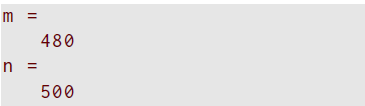 m =
480
n =
500